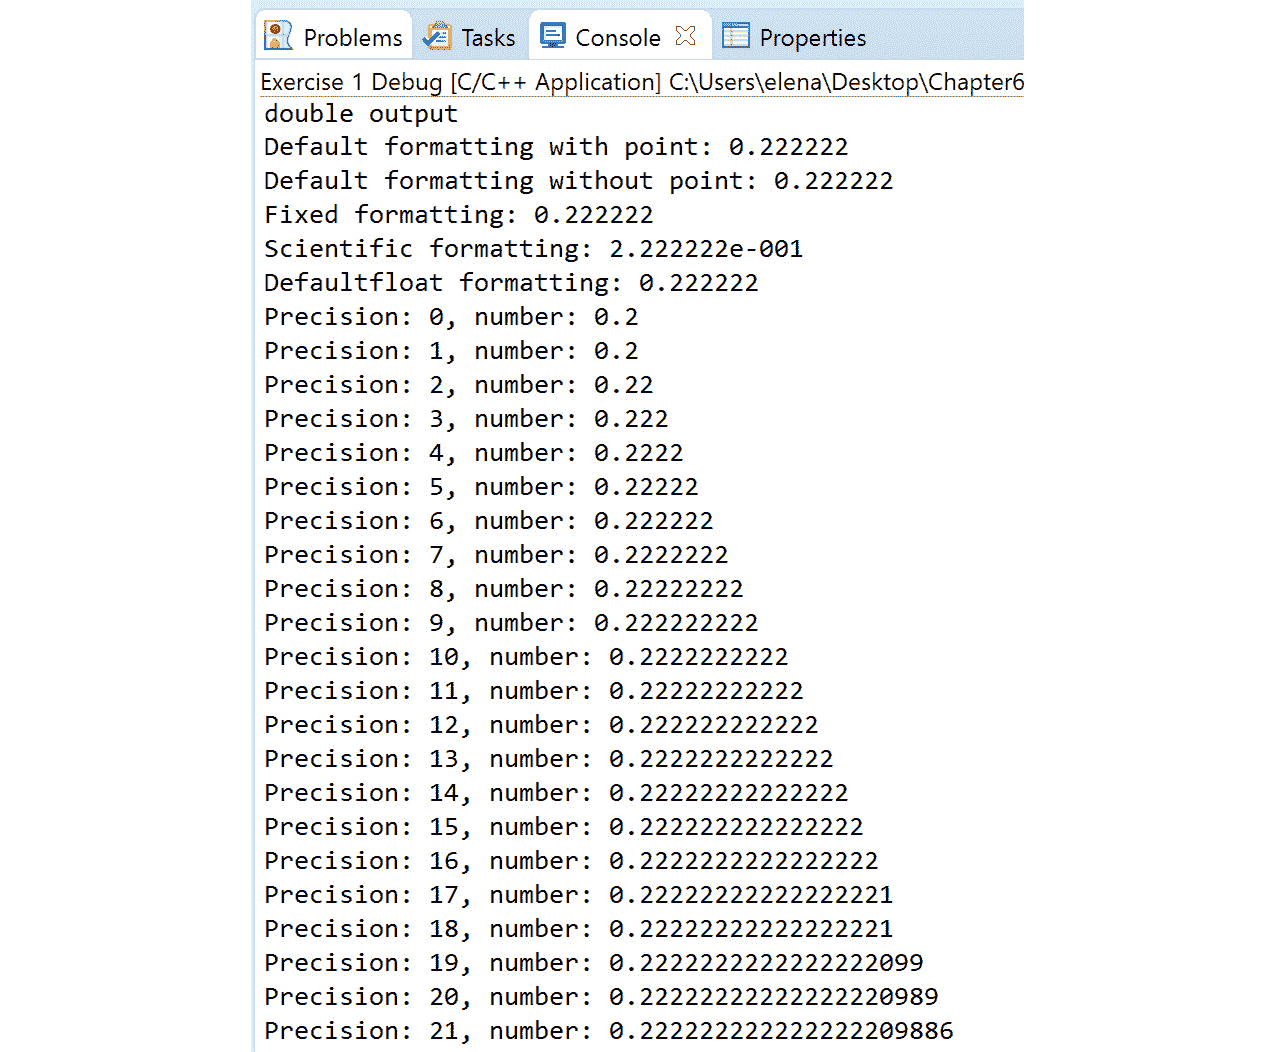 Problems Tasks Console Properties
Exercise 1 Debug [C/C++ Application] C:\Users\elena\Desktop\Chapter6
double output
Default formatting with point: 0.222222
Default formatting without point: 0.222222
Fixed formatting: 0.222222
Scientific formatting: 2.222222e-001
Defaultfloat formatting: 0.222222
Precision: 0, number: 0.2
Precision: 1, number: 0.2
Precision: 2, number: 0.22
Precision: 3, number: 0.222
Precision: 4, number: 0.2222
Precision: 5, number: 0.22222
Precision: 6, number: 0.222222
Precision: 7, number: 0.2222222
Precision: 8, number: 0.22222222
Precision: 9, number: 0.222222222
Precision: 10, number: 0.2222222222
Precision: 11, number: 0.22222222222
Precision: 12, number: 0.222222222222
Precision: 13, number: 0.2222222222222
Precision: 14, number: 0.22222222222222
Precision: 15, number: 0.222222222222222
Precision: 16, number: 0.2222222222222222
Precision: 17, number: 0.22222222222222221
Precision: 18, number: 0.22222222222222221
Precision: 19, number: 0.2222222222222222099
Precision: 20, number: 0.22222222222222220989
Precision: 21, number: 0.222222222222222209886